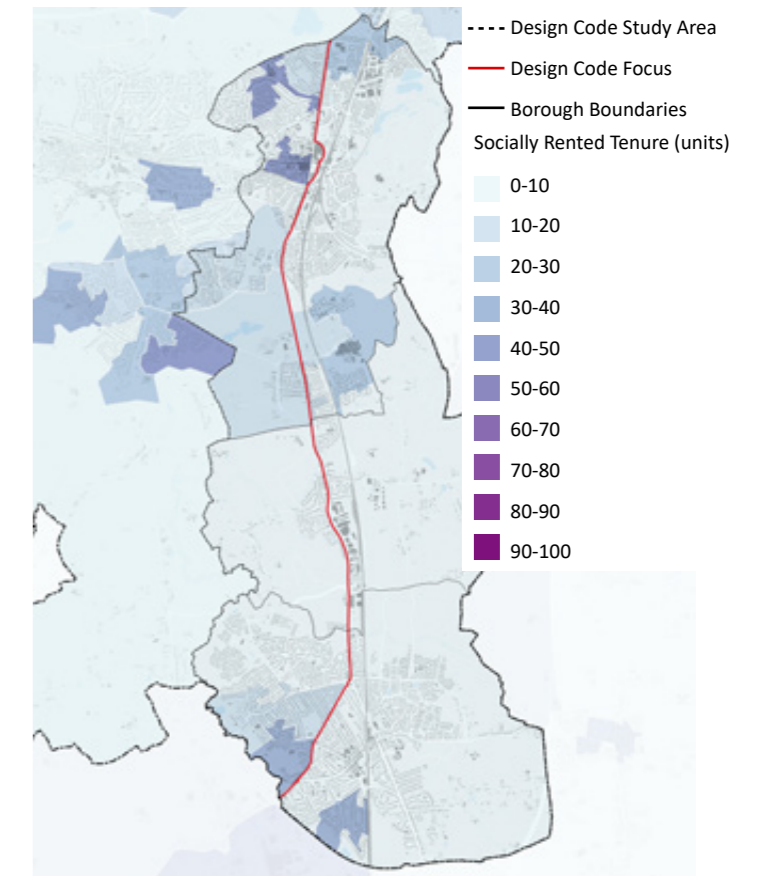 Design Code Study Area
Design Code Focus
Borough Boundaries
Socially Rented Tenure (units)
0-10
10-20
20-30
30-40
40-50
50-60
60-70
70-80
80-90
90-100